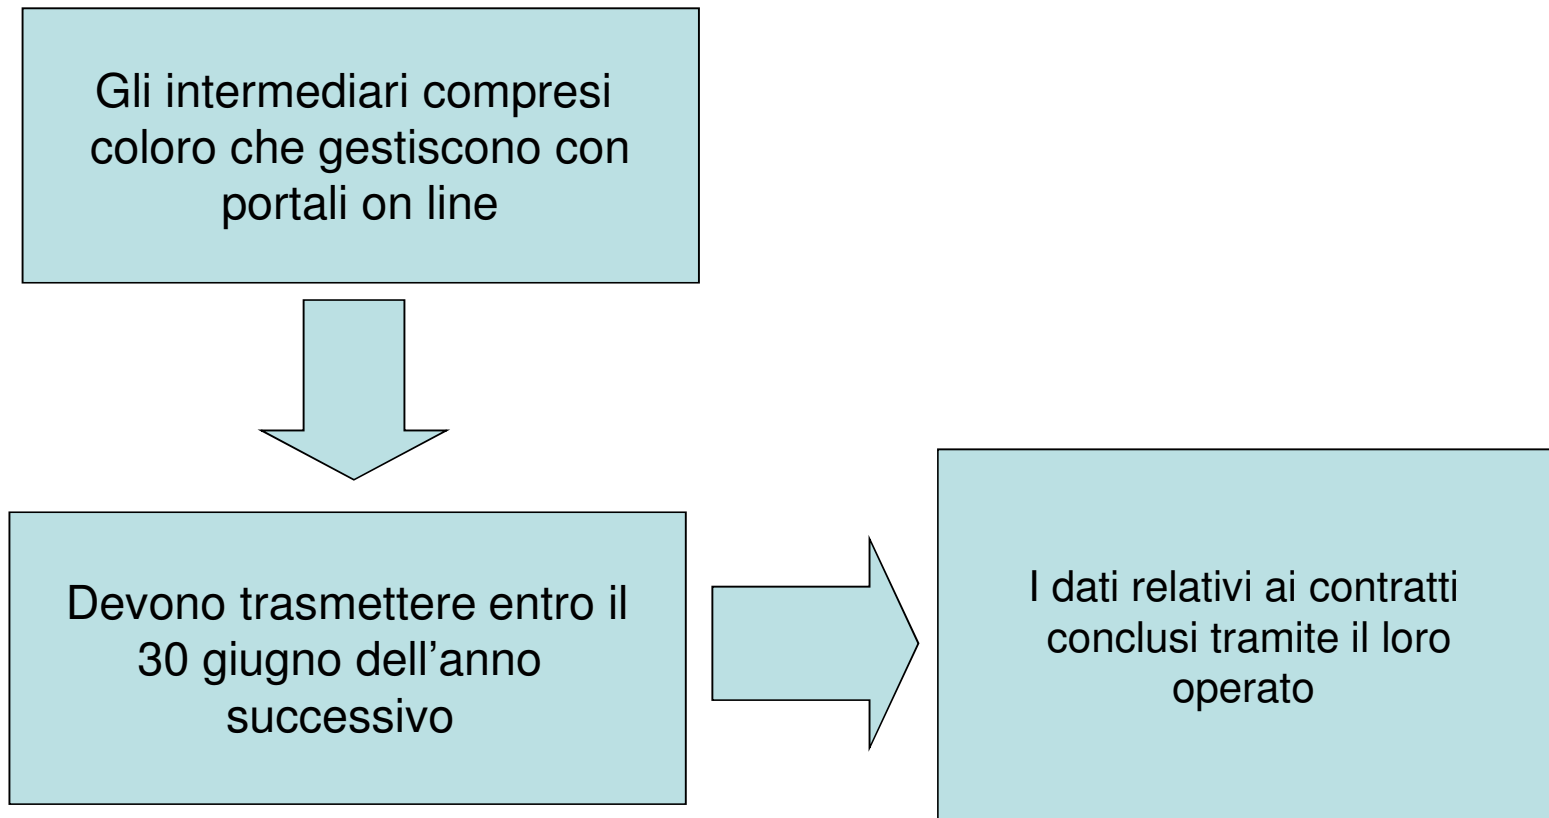 Gli intermediari compresi
coloro che gestiscono con
portali on line
Devono trasmettere entro il
30 giugno dell’anno
successivo
I dati relativi ai contratti
conclusi tramite il loro
operato